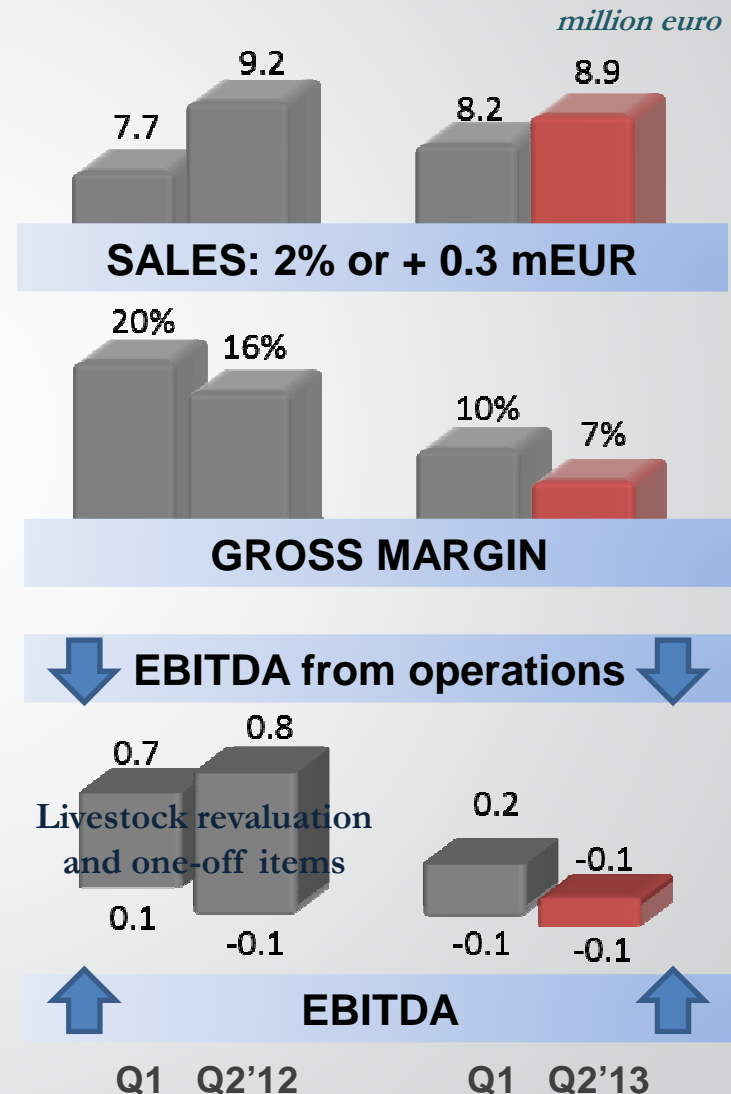 million euro
7.7 9.2 8.2 8.9
SALES: 2% or + 0.3 mEUR
20% 16% 10% 7%
GROSS MARGIN
EBITDA from operations
0.7 0.8 0.2 -0.1
Livestock revaluation
and one-off items
0.1 -0.1 -0.1 -0.1
EBITDA
Q1 Q2’12 Q1 Q2’13